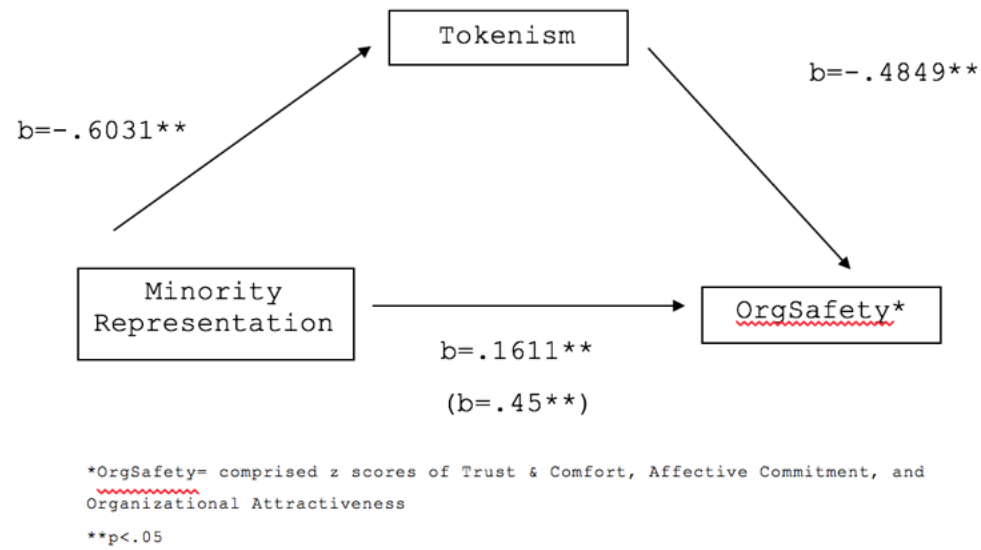 Tokenism
b=-.4849**
b=-.6031**
Minority
Representation
OrgSafety*
b=.1611**
(b=.45**)
*OrgSafety= comprised z scores of Trust & Comfort, Affective Commitment, and
Organizational Attractiveness
**p<.05